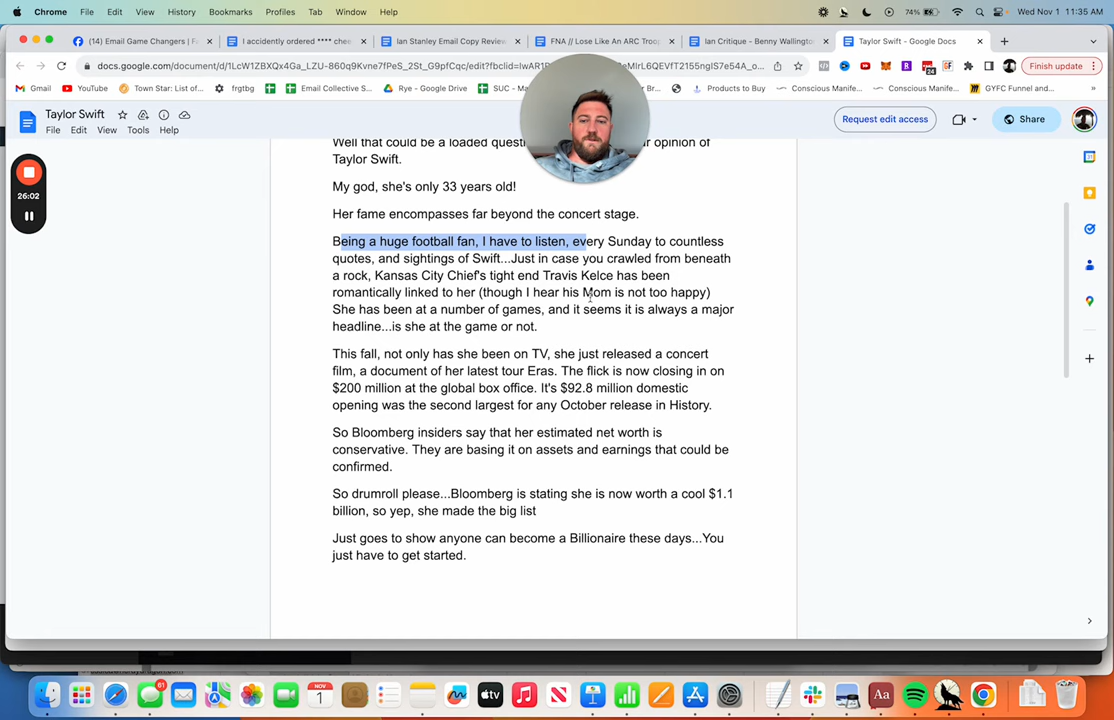 Chrome File Edit View History Bookmarks Profiles Tab Window Help 74% Wed Nov 1 11:35 AM
(14) Email Game Changers | F I accidently ordered **** chee Ian Stanley Email Copy Review FNA // Lose Like An ARC Troop Ian Critique - Benny Wallington Taylor Swift - Google Docs
Finish update
Gmail YouTube Town Star: List of... frgtbg Email Collective S... Rye - Google Drive SUC - Ma Products to Buy Conscious Manife... Conscious Manife... GYFC Funnel and...
24
Taylor Swift
File Edit View Tools Help
Request edit access
Share
26:02
Well that could be a loaded questi r opinion of
Taylor Swift.
My god, she's only 33 years old!
Her fame encompasses far beyond the concert stage.
Being a huge football fan, I have to listen, every Sunday to countless
quotes, and sightings of Swift...Just in case you crawled from beneath
a rock, Kansas City Chief's tight end Travis Kelce has been
romantically linked to her (though I hear his Mom is not too happy)
She has been at a number of games, and it seems it is always a major
headline...is she at the game or not.
This fall, not only has she been on TV, she just released a concert
film, a document of her latest tour Eras. The flick is now closing in on
$200 million at the global box office. It's $92.8 million domestic
opening was the second largest for any October release in History.
So Bloomberg insiders say that her estimated net worth is
conservative. They are basing it on assets and earnings that could be
confirmed.
So drumroll please...Bloomberg is stating she is now worth a cool $1.1
billion, so yep, she made the big list
Just goes to show anyone can become a Billionaire these days...You
just have to get started.
61
NOV
1
tv
Aa